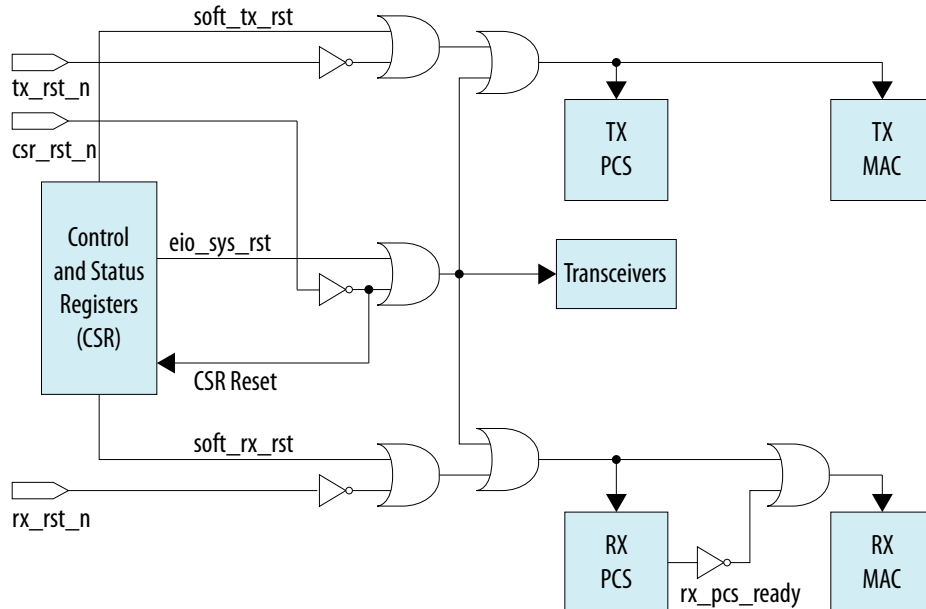 soft_tx_rst
tx_rst_n
csr_rst_n
TX
PCS
TX
MAC
Control
and Status
Registers
(CSR)
eio_sys_rst
Transceivers
CSR Reset
soft_rx_rst
rx_rst_n
RX
PCS
rx_pcs_ready
RX
MAC